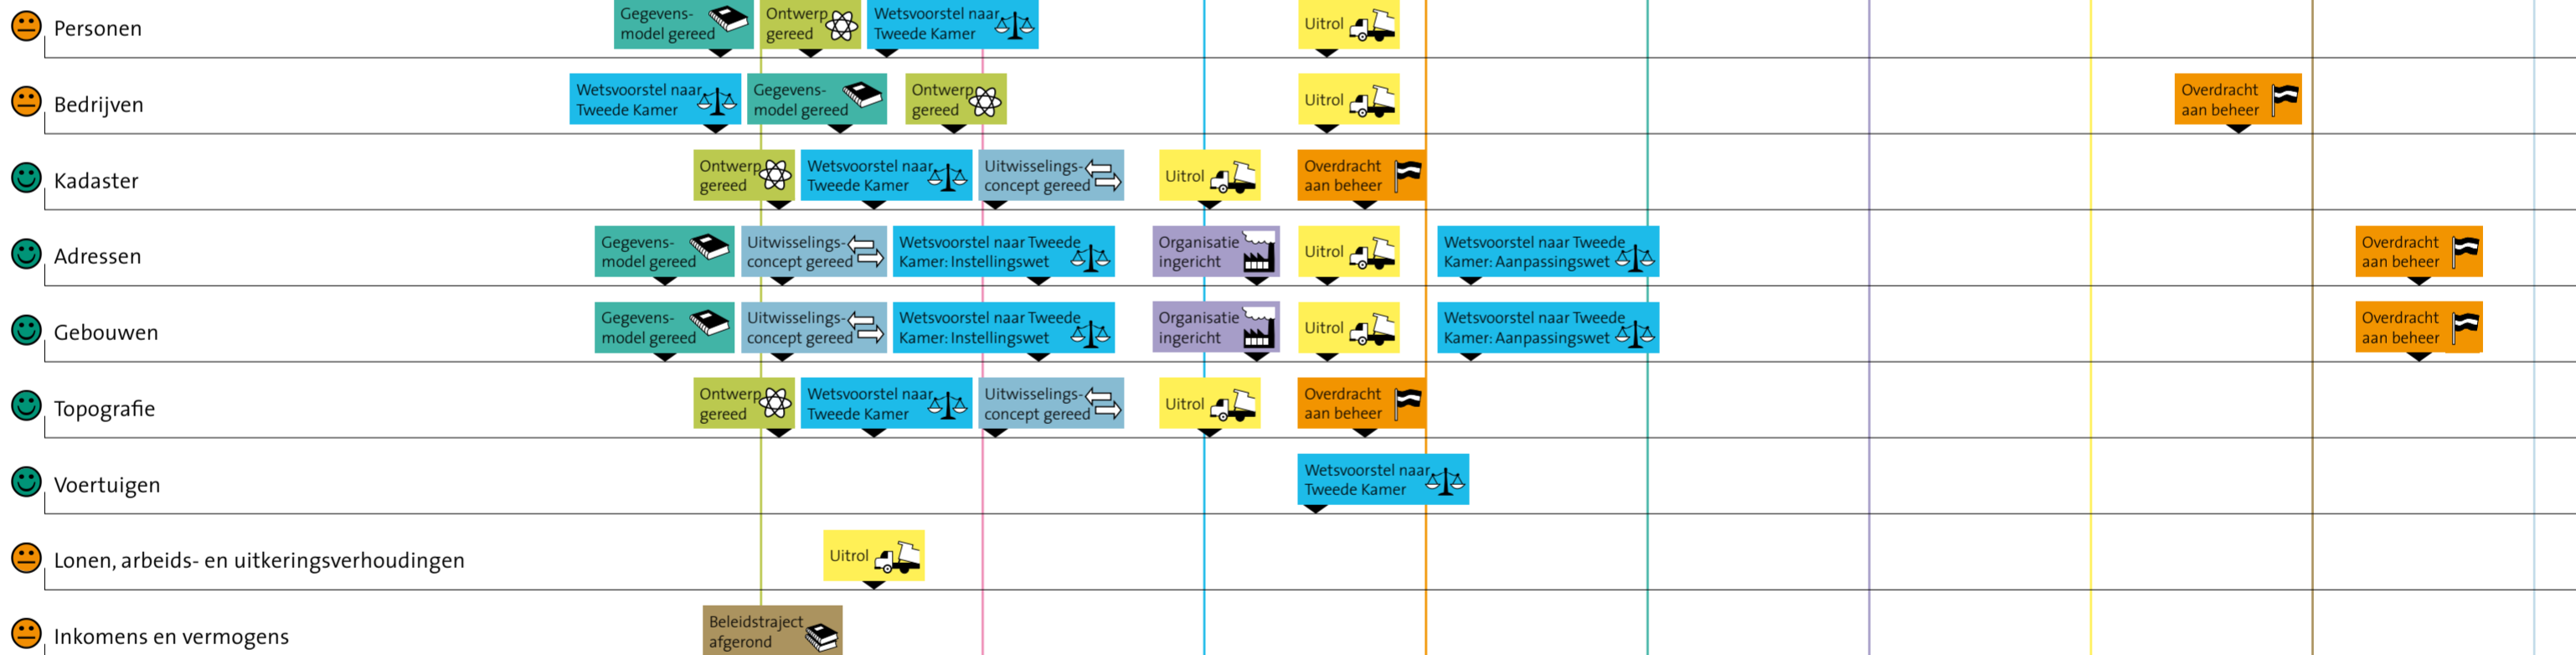 Personen
Gegevens-
model gereed
Ontwerp
gereed
Wetsvoorstel naar
Tweede Kamer
Uitrol
Bedrijven
Wetsvoorstel naar
Tweede Kamer
Gegevens-
model gereed
Ontwerp
gereed
Uitrol
Overdracht
aan beheer
Kadaster
Ontwerp
gereed
Wetsvoorstel naar
Tweede Kamer
Uitwisselings-
concept gereed
Uitrol
Overdracht
aan beheer
Adressen
Gegevens-
model gereed
Uitwisselings-
concept gereed
Wetsvoorstel naar Tweede
Kamer: Instellingswet
Organisatie
ingericht
Uitrol
Wetsvoorstel naar Tweede
Kamer: Aanpassingswet
Overdracht
aan beheer
Gebouwen
Gegevens-
model gereed
Uitwisselings-
concept gereed
Wetsvoorstel naar Tweede
Kamer: Instellingswet
Organisatie
ingericht
Uitrol
Wetsvoorstel naar Tweede
Kamer: Aanpassingswet
Overdracht
aan beheer
Topografie
Ontwerp
gereed
Wetsvoorstel naar
Tweede Kamer
Uitwisselings-
concept gereed
Uitrol
Overdracht
aan beheer
Voertuigen
Wetsvoorstel naar
Tweede Kamer
Lonen, arbeids- en uitkeringsverhoudingen
Uitrol
Inkomens en vermogens
Beleidstraject
afgerond